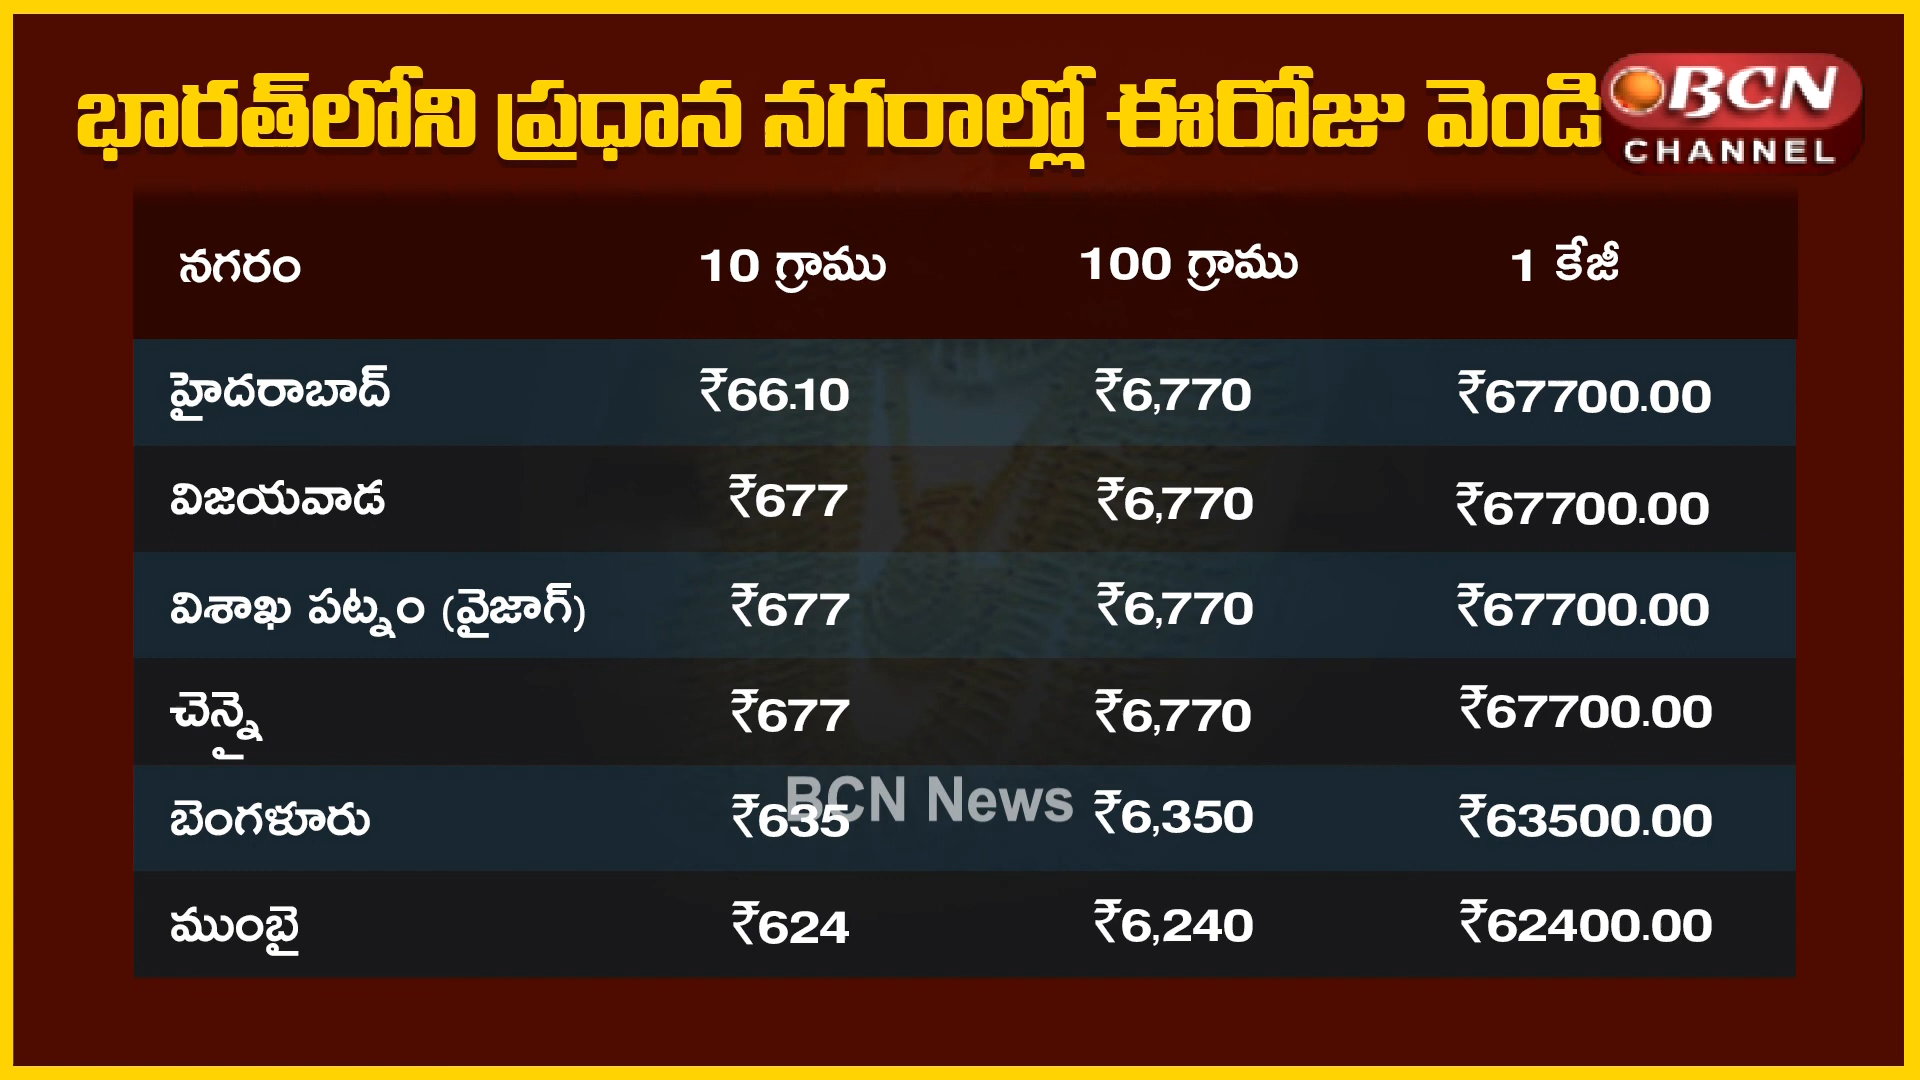 భారత్‌లోని ప్రధాన నగరాల్లో ఈరోజు వెండి
BCN
CHANNEL
నగరం 10 గ్రాము 100 గ్రాము 1 కేజీ
హైదరాబాద్ ₹66.10 ₹6,770 ₹67700.00
విజయవాడ ₹677 ₹6,770 ₹67700.00
విశాఖ పట్నం (వైజాగ్) ₹677 ₹6,770 ₹67700.00
చెన్నై ₹677 ₹6,770 ₹67700.00
BCN News
బెంగళూరు ₹635 ₹6,350 ₹63500.00
ముంబై ₹624 ₹6,240 ₹62400.00